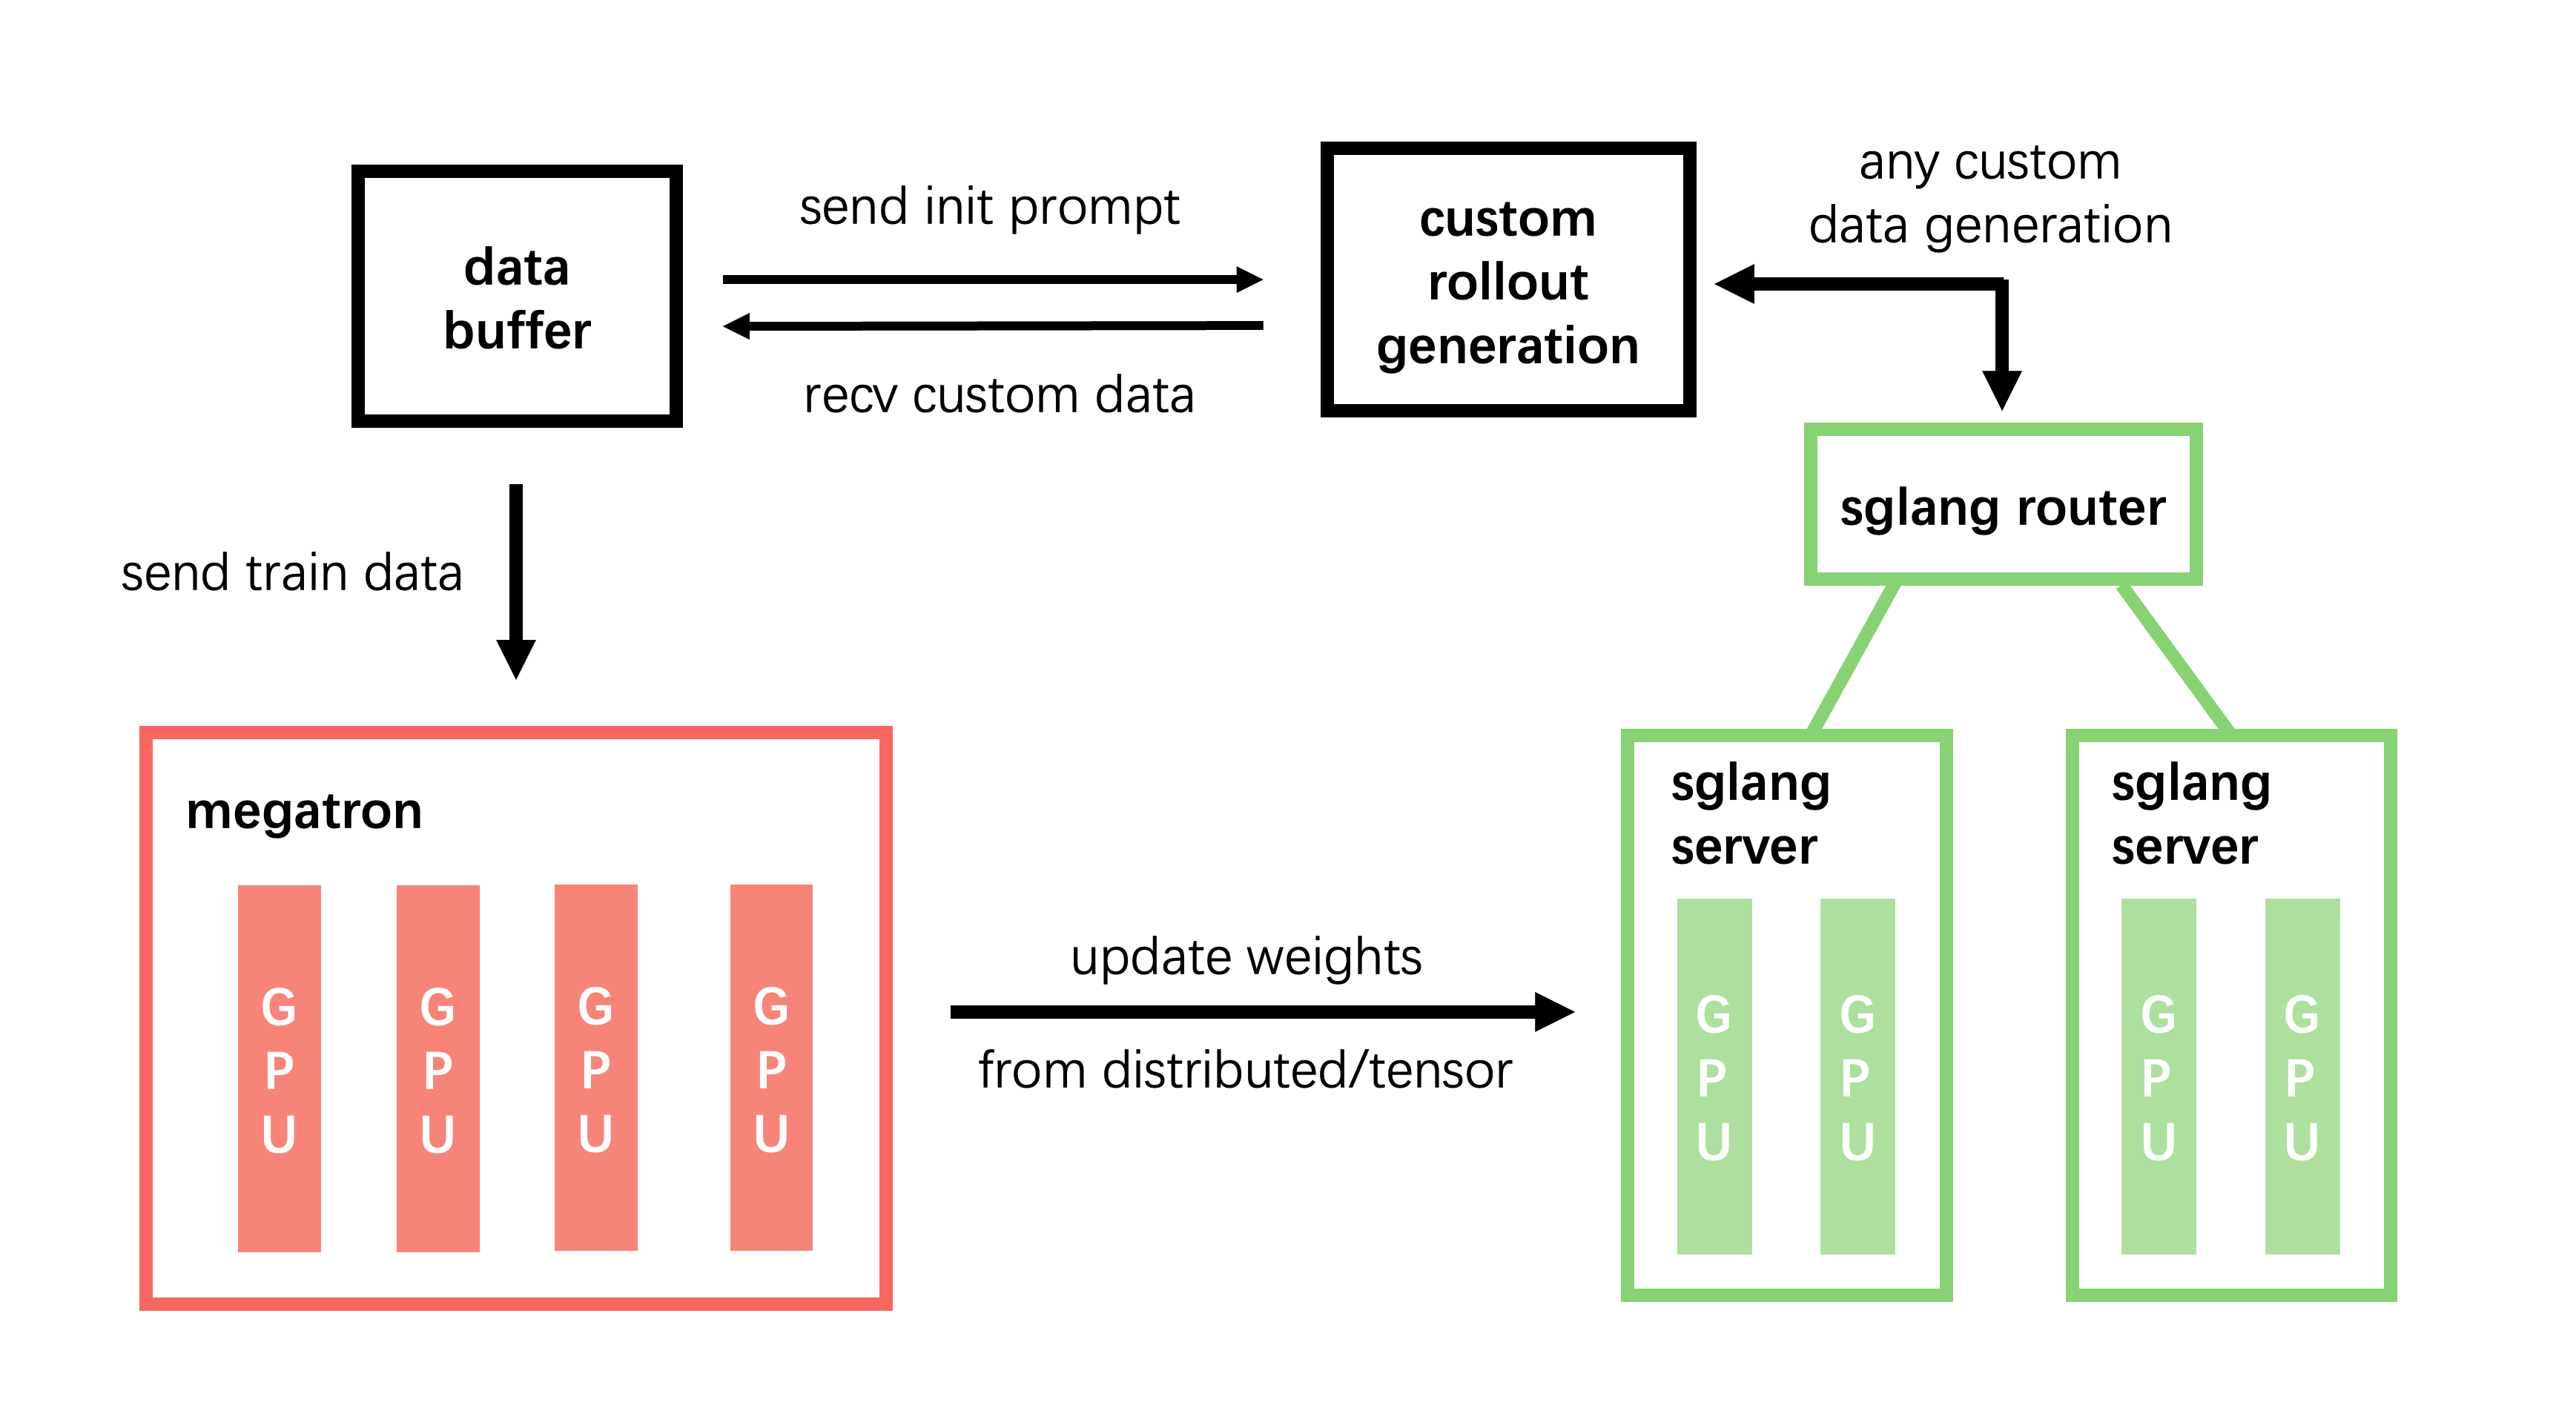 data
buffer
send init prompt
recv custom data
custom
rollout
generation
any custom
data generation
sglang router
send train data
megatron
GPU
GPU
GPU
GPU
update weights
from distributed/tensor
sglang
server
GPU
GPU
sglang
server
GPU
GPU